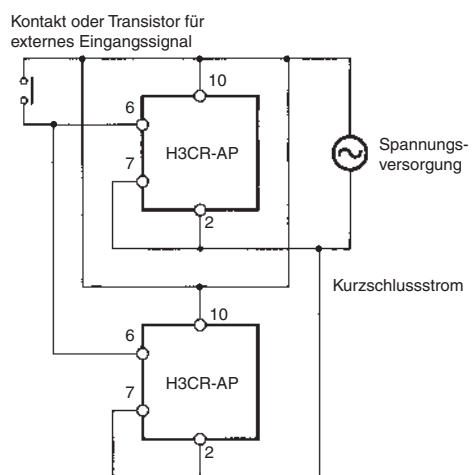 Kontakt oder Transistor für
externes Eingangssignal
10
6
H3CR-AP
7
2
Spannungs-
versorgung
Kurzschlussstrom
10
6
H3CR-AP
7
2